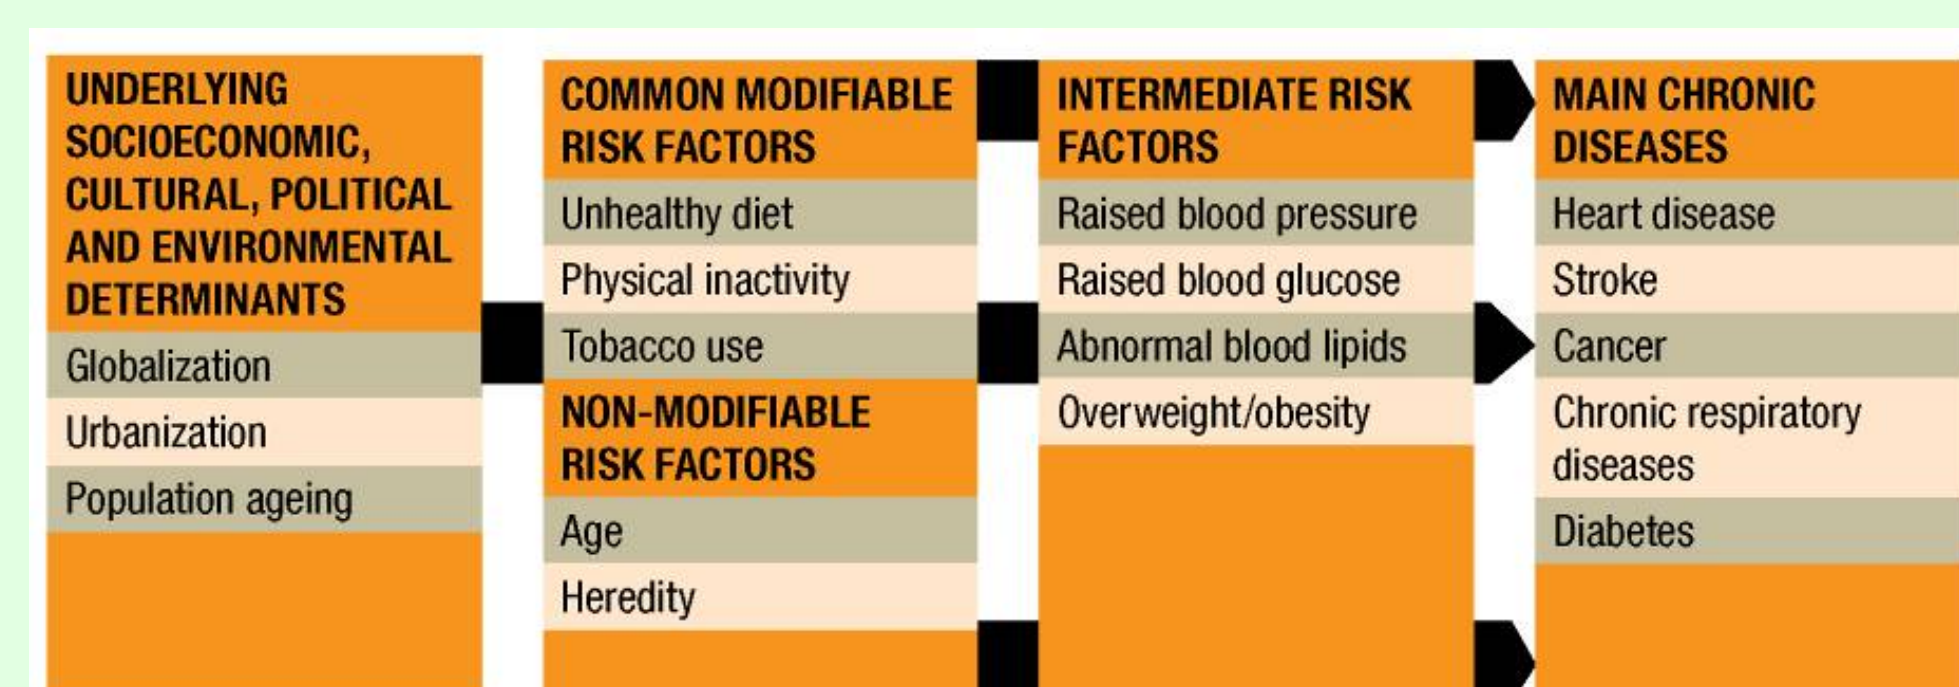 UNDERLYING
SOCIOECONOMIC,
CULTURAL, POLITICAL
AND ENVIRONMENTAL
DETERMINANTS
Globalization
Urbanization
Population ageing
COMMON MODIFIABLE
RISK FACTORS
Unhealthy diet
Physical inactivity
Tobacco use
NON-MODIFIABLE
RISK FACTORS
Age
Heredity
INTERMEDIATE RISK
FACTORS
Raised blood pressure
Raised blood glucose
Abnormal blood lipids
Overweight/obesity
MAIN CHRONIC
DISEASES
Heart disease
Stroke
Cancer
Chronic respiratory
diseases
Diabetes